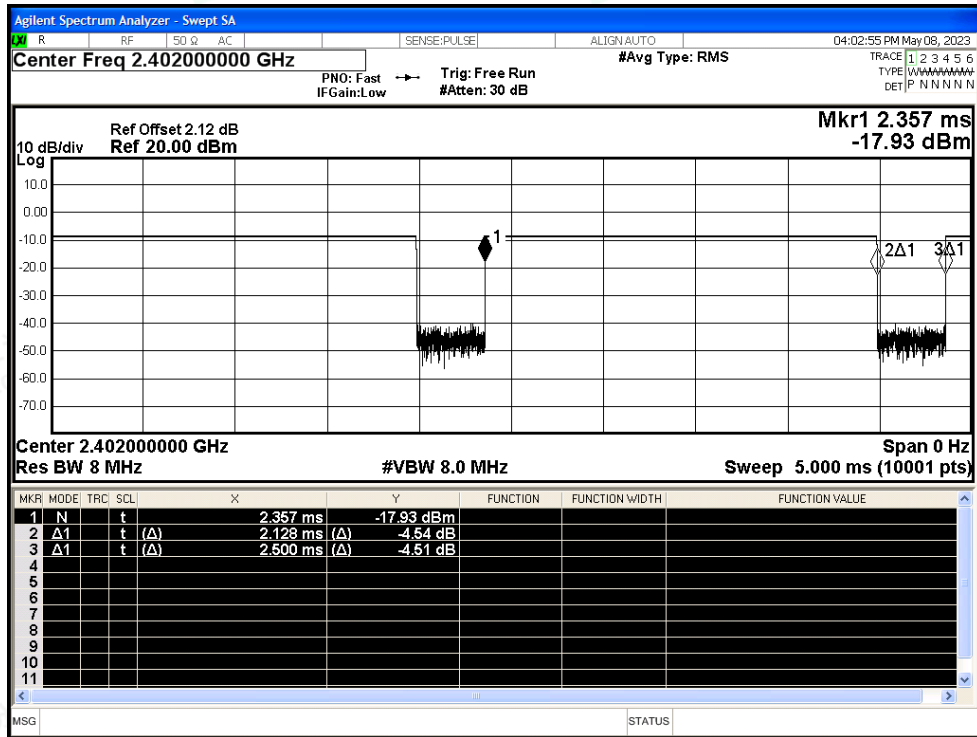 Agilent Spectrum Analyzer - Swept SA
LXI R RF 50 Ω AC SENSE:PULSE ALIGN AUTO 04:02:55 PM May 08, 2023
Center Freq 2.402000000 GHz #Avg Type: RMS TRACE 1 2 3 4 5 6
PNO: Fast Trig: Free Run TYPE WWWWWW
IFGain:Low #Atten: 30 dB DET P N N N N N
Mkr1 2.357 ms
-17.93 dBm
Ref Offset 2.12 dB
10 dB/div Ref 20.00 dBm
Log
10.0
0.00
-10.0
1
2Δ1 3Δ1
-20.0
-30.0
-40.0
-50.0
-60.0
-70.0
Center 2.402000000 GHz Span 0 Hz
Res BW 8 MHz #VBW 8.0 MHz Sweep 5.000 ms (10001 pts)
MKR MODE TRC SCL X Y FUNCTION FUNCTION WIDTH FUNCTION VALUE
1 N t 2.357 ms -17.93 dBm
2 Δ1 t (Δ) 2.128 ms (Δ) -4.54 dB
3 Δ1 t (Δ) 2.500 ms (Δ) -4.51 dB
4
5
6
7
8
9
10
11
MSG STATUS